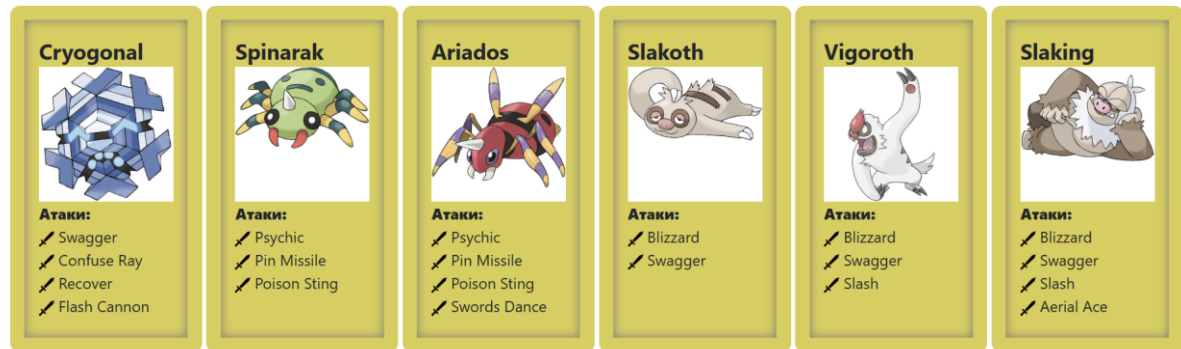 Cryogonal
Атаки:
Swagger
Confuse Ray
Recover
Flash Cannon
Spinarak
Атаки:
Psychic
Pin Missile
Poison Sting
Ariados
Атаки:
Psychic
Pin Missile
Poison Sting
Swords Dance
Slakoth
Атаки:
Blizzard
Swagger
Vigoroth
Атаки:
Blizzard
Swagger
Slash
Slaking
Атаки:
Blizzard
Swagger
Slash
Aerial Ace